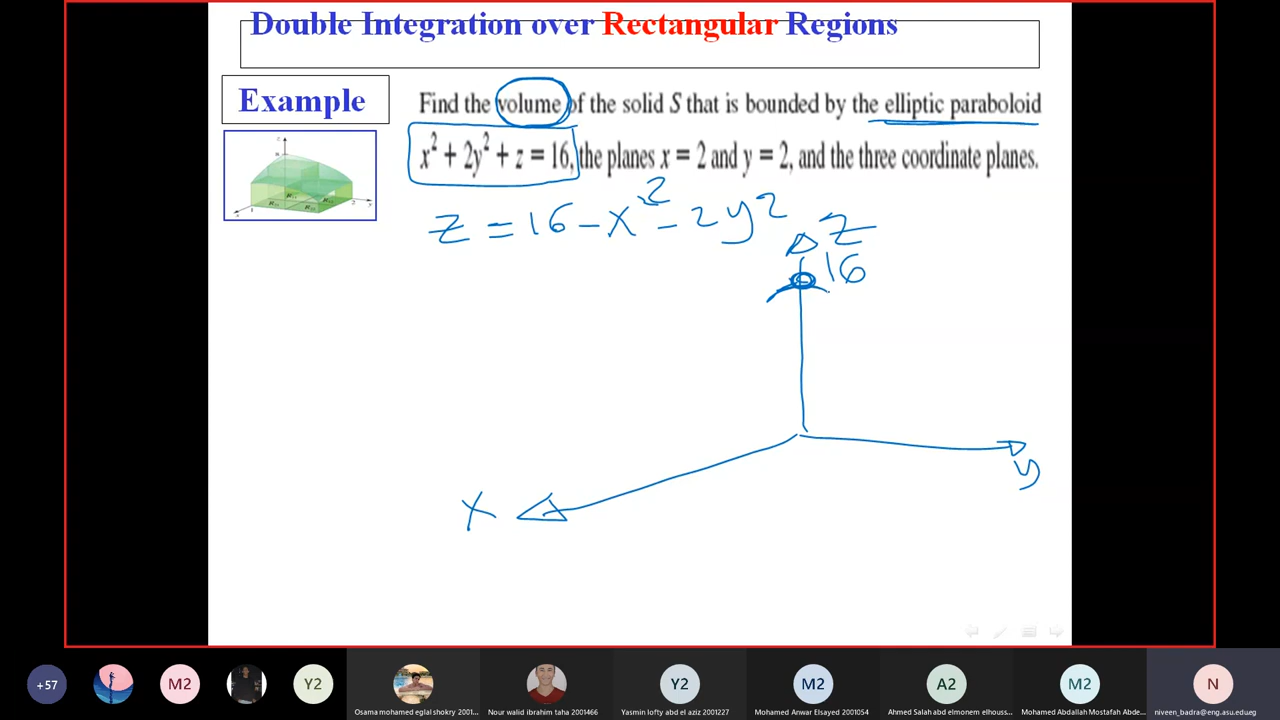 Double Integration over Rectangular Regions
Example
Find the volume of the solid S that is bounded by the elliptic paraboloid
x² + 2y² + z = 16, the planes x = 2 and y = 2, and the three coordinate planes.
z = 16 - x² - 2y²
z
16
y
x
+57
M2
Y2
Osama mohamed eglal shokry 2001...
Nour walid ibrahim taha 2001466
Y2
Yasmin lofty abd el aziz 2001227
M2
Mohamed Anwar Elsayed 2001054
A2
Ahmed Salah abd elmonem elhouss...
M2
Mohamed Abdallah Mostafah Abde...
N
niveen_badra@eng.asu.edueg